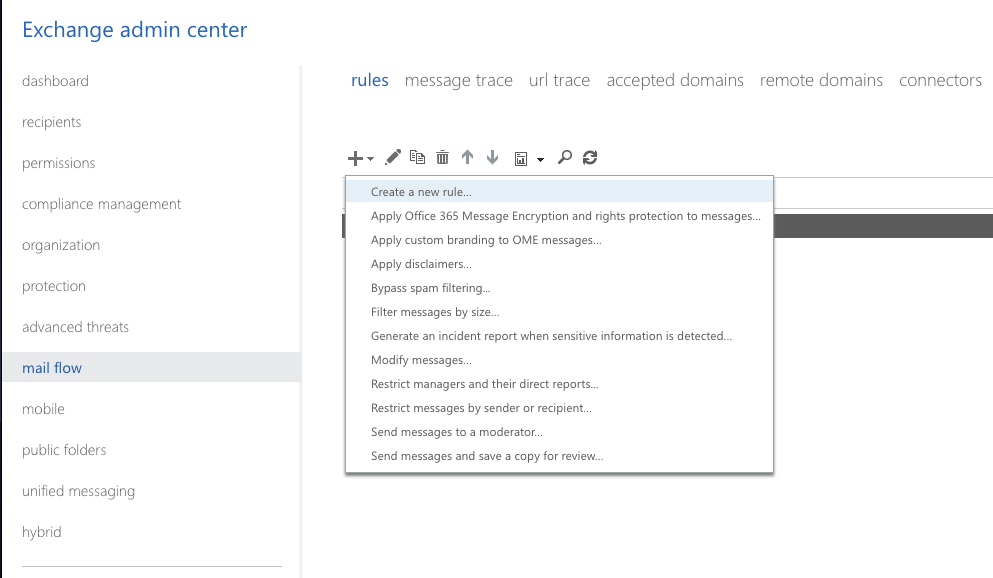 Exchange admin center
dashboard
recipients
permissions
compliance management
organization
protection
advanced threats
mail flow
mobile
public folders
unified messaging
hybrid
rules message trace url trace accepted domains remote domains connectors
Create a new rule...
Apply Office 365 Message Encryption and rights protection to messages...
Apply custom branding to OME messages...
Apply disclaimers...
Bypass spam filtering...
Filter messages by size...
Generate an incident report when sensitive information is detected...
Modify messages...
Restrict managers and their direct reports...
Restrict messages by sender or recipient...
Send messages to a moderator...
Send messages and save a copy for review...